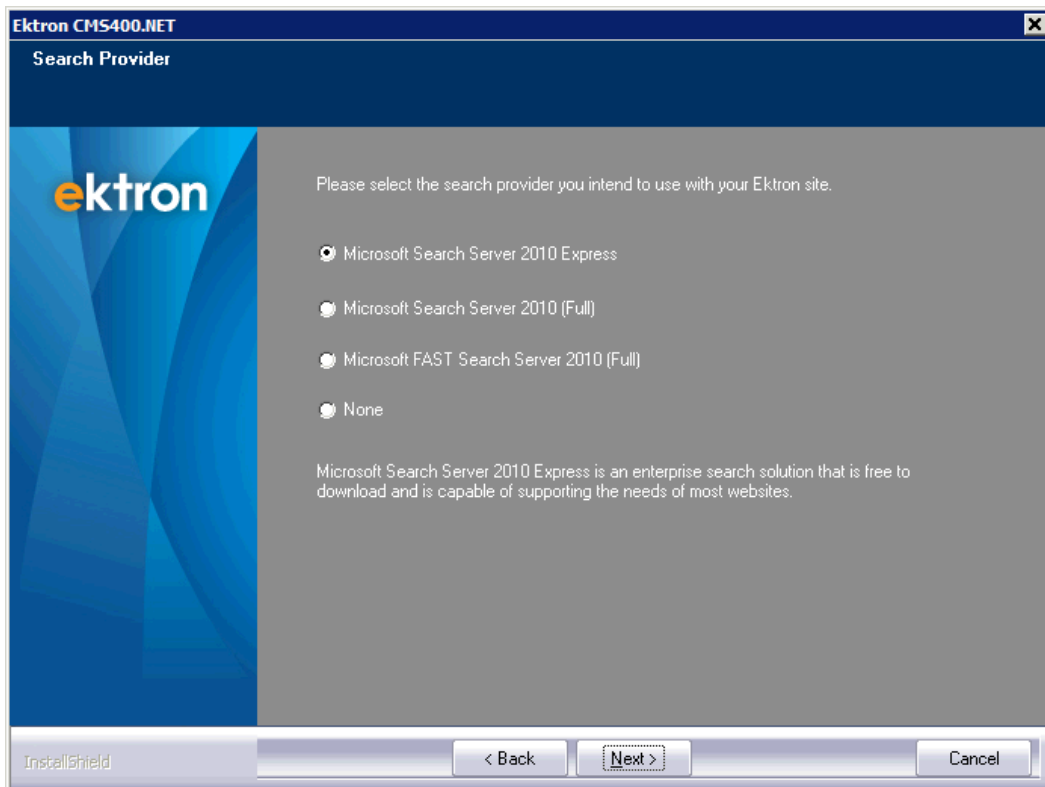 Ektron CMS400.NET
Search Provider
ektron
Please select the search provider you intend to use with your Ektron site.
Microsoft Search Server 2010 Express
Microsoft Search Server 2010 (Full)
Microsoft FAST Search Server 2010 (Full)
None
Microsoft Search Server 2010 Express is an enterprise search solution that is free to
download and is capable of supporting the needs of most websites.
InstallShield
< Back
Next >
Cancel